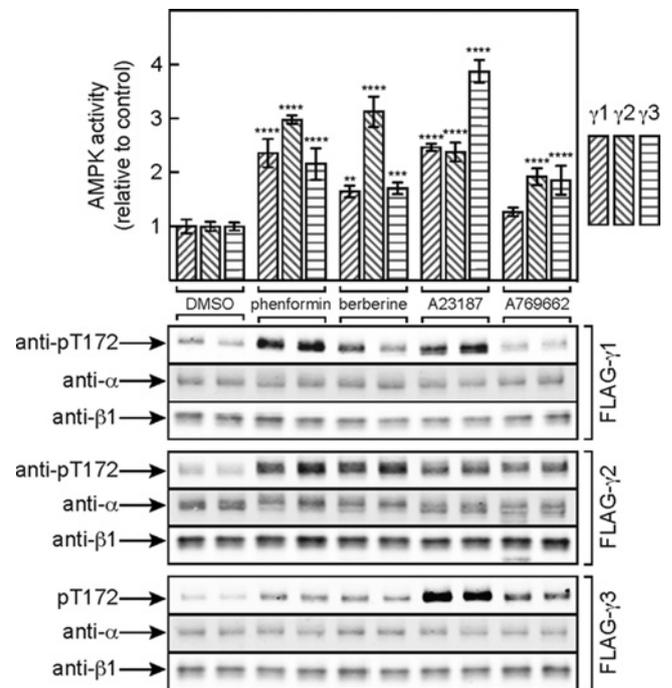 AMPK activity
(relative to control)
4
3
2
1
**** **** ****
** **** ***
**** **** ****
**** ****
γ1 γ2 γ3
DMSO phenformin berberine A23187 A769662
anti-pT172
anti-α
anti-β1
FLAG-γ1
anti-pT172
anti-α
anti-β1
FLAG-γ2
pT172
anti-α
anti-β1
FLAG-γ3